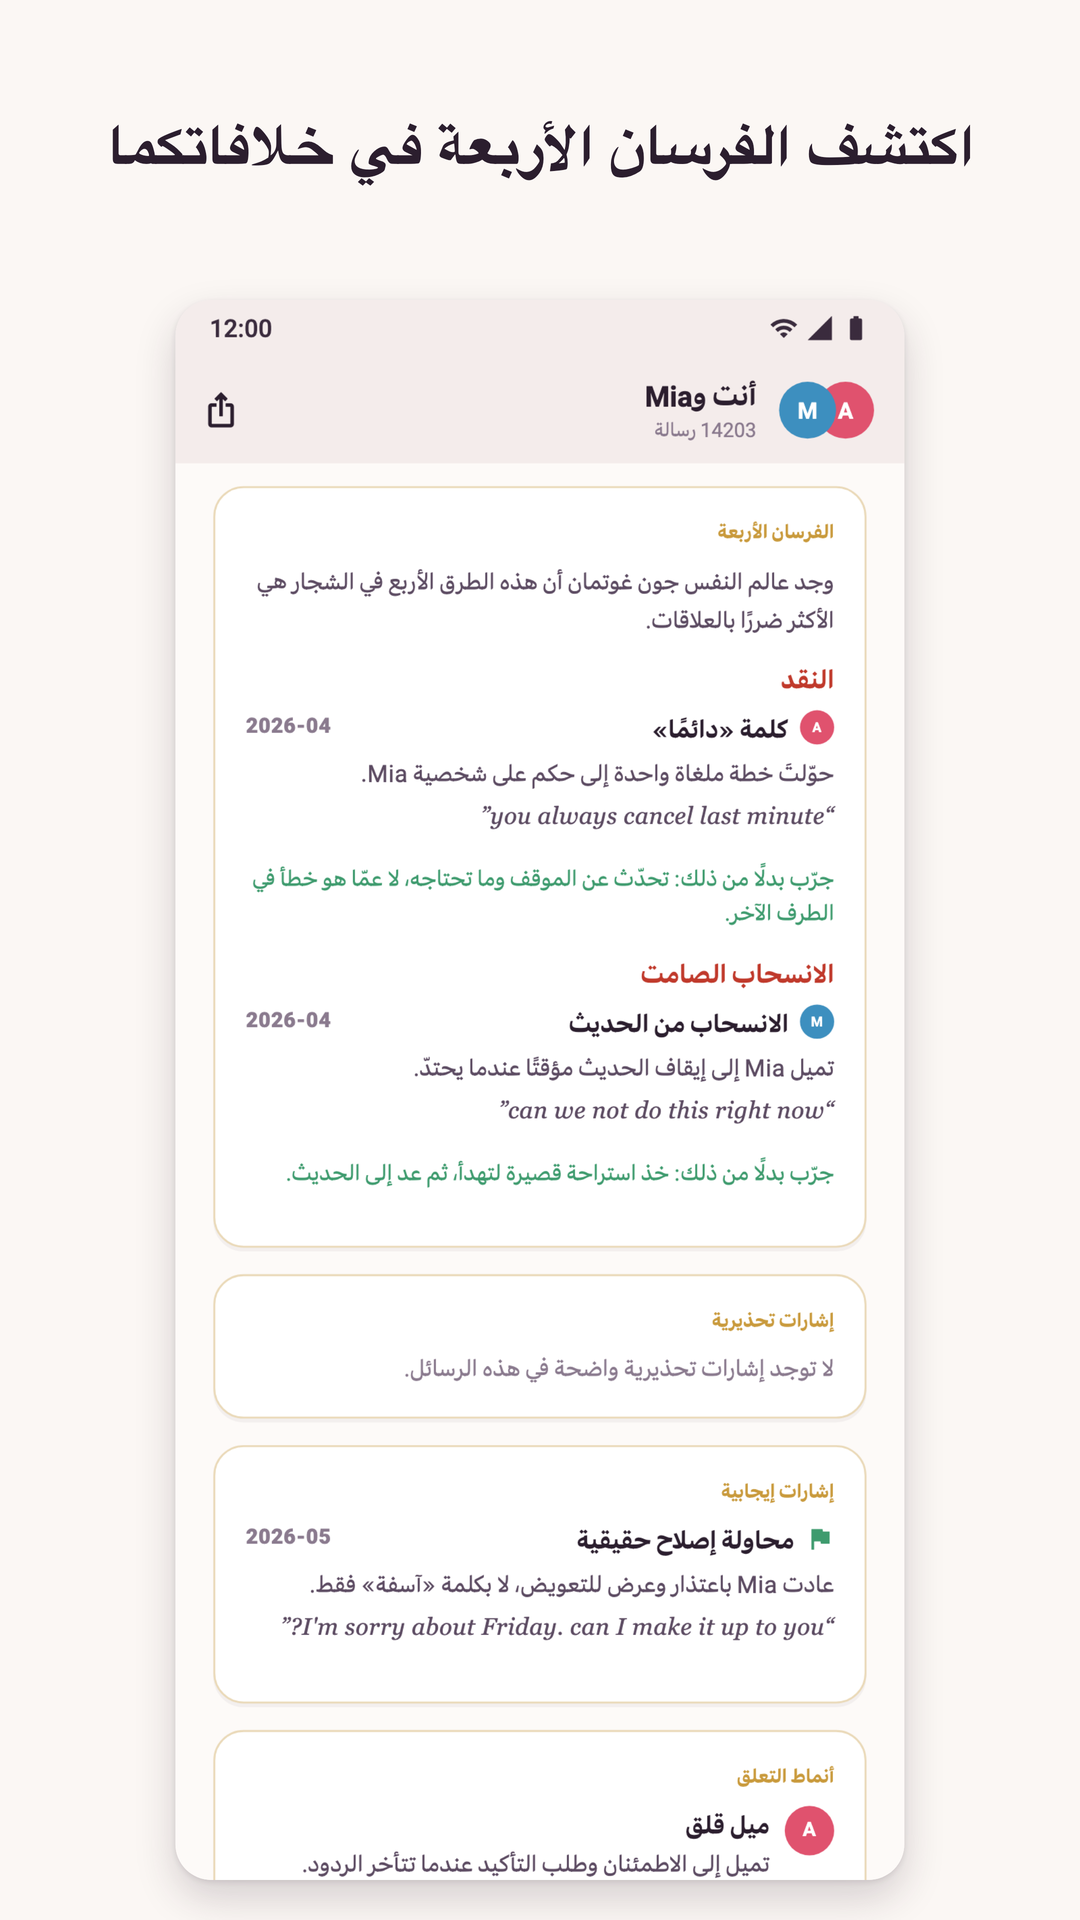 اكتشف الفرسان الأربعة في خلافاتكما
12:00
أنت وMia
14203 رسالة
M A
الفرسان الأربعة
وجد عالم النفس جون غوتمان أن هذه الطرق الأربع في الشجار هي
الأكثر ضررًا بالعلاقات.
النقد
A كلمة «دائمًا» 2026-04
حوّلتَ خطة ملغاة واحدة إلى حكم على شخصية Mia.
“you always cancel last minute”
جرّب بدلًا من ذلك: تحدّث عن الموقف وما تحتاجه، لا عمّا هو خطأ في
الطرف الآخر.
الانسحاب الصامت
M الانسحاب من الحديث 2026-04
تميل Mia إلى إيقاف الحديث مؤقتًا عندما يحتدّ.
“can we not do this right now”
جرّب بدلًا من ذلك: خذ استراحة قصيرة لتهدأ، ثم عد إلى الحديث.
إشارات تحذيرية
لا توجد إشارات تحذيرية واضحة في هذه الرسائل.
إشارات إيجابية
محاولة إصلاح حقيقية 2026-05
عادت Mia باعتذار وعرض للتعويض، لا بكلمة «آسفة» فقط.
“I'm sorry about Friday. can I make it up to you?”
أنماط التعلق
A ميل قلق
تميل إلى الاطمئنان وطلب التأكيد عندما تتأخر الردود.